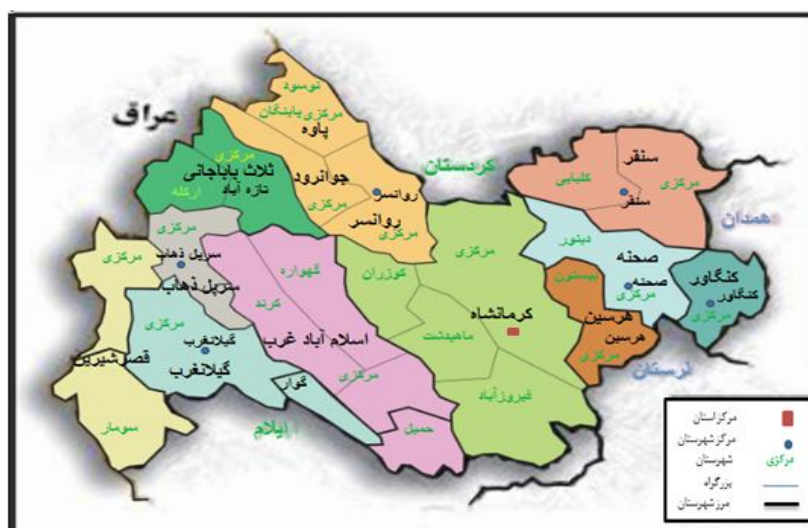 عراق
کردستان
همدان
لرستان
ایلام
نوسود
مرکزی
باینگان
پاوه
جوانرود
مرکزی
روانسر
روانسر
مرکزی
مرکزی
ثلاث باباجانی
تازه آباد
ازگله
سنقر
کلیایی
مرکزی
سنقر
دینور
صحنه
صحنه
مرکزی
کنگاور
کنگاور
مرکزی
بیستون
هرسین
هرسین
مرکزی
مرکزی
کوزران
کرمانشاه
ماهیدشت
فیروزآباد
گهواره
کرند
اسلام آباد غرب
مرکزی
حمیل
مرکزی
سرپل ذهاب
سرپل ذهاب
مرکزی
قصرشیرین
سومار
مرکزی
گیلانغرب
گیلانغرب
گوار
مرکزاستان
مرکزشهرستان
مرکزی شهرستان
بزرگراه
مرزشهرستان